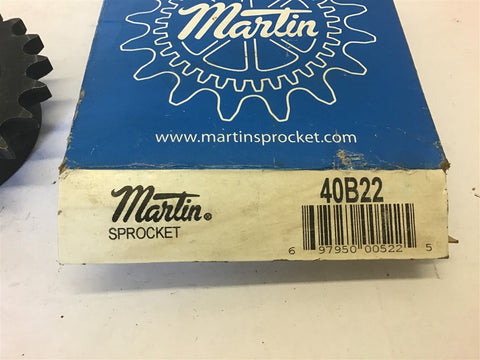 Martin
www.martinsprocket.com
Martin®
SPROCKET
40B22
6 97950 00522 5